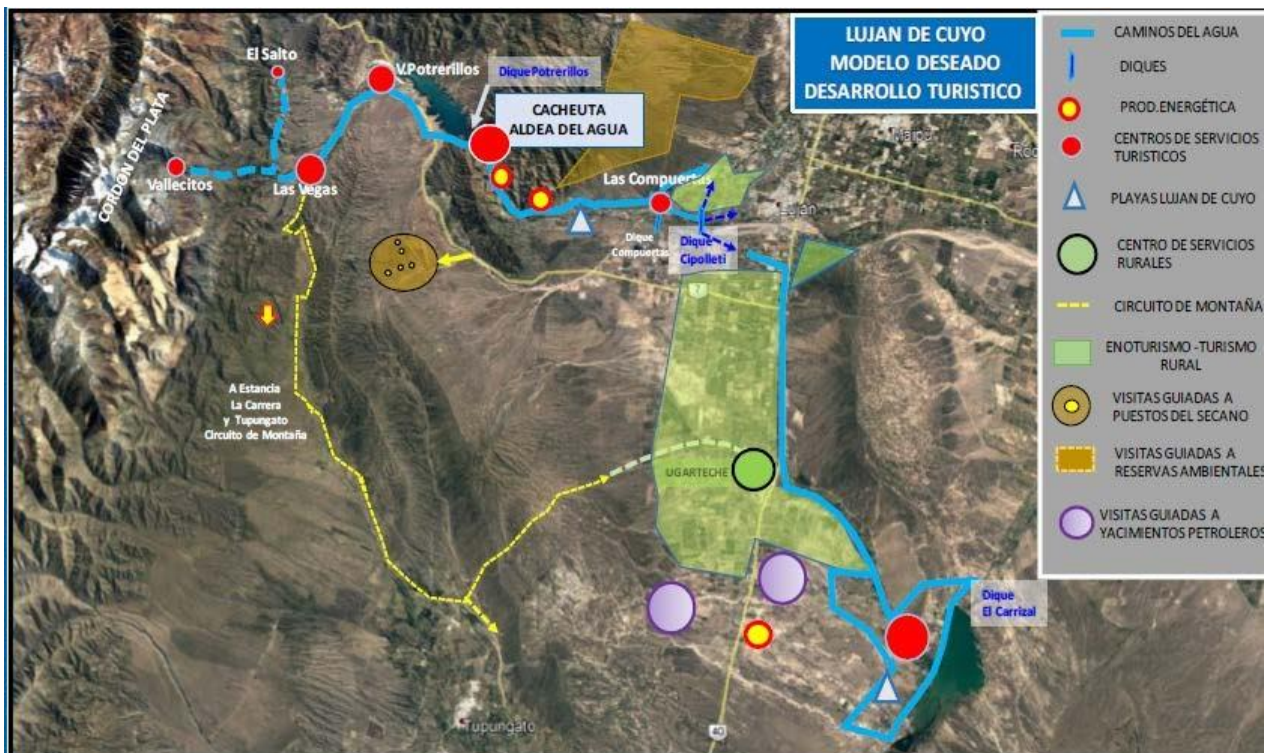 LUJAN DE CUYO
MODELO DESEADO
DESARROLLO TURISTICO
El Salto
V.Potrerillos
DiquePotrerillos
CACHEUTA
ALDEA DEL AGUA
CORDON DEL PLATA
Vallecitos
Las Vegas
Las Compuertas
Maipú
Luján
Dique
Compuertas
Dique
Cipolleti
7
A Estancia
La Carrera
y Tupungato
Circuito de Montaña
UGARTECHE
Dique
El Carrizal
Tupungato
40
CAMINOS DEL AGUA
DIQUES
PROD.ENERGÉTICA
CENTROS DE SERVICIOS
TURISTICOS
PLAYAS LUJAN DE CUYO
CENTRO DE SERVICIOS
RURALES
CIRCUITO DE MONTAÑA
ENOTURISMO -TURISMO
RURAL
VISITAS GUIADAS A
PUESTOS DEL SECANO
VISITAS GUIADAS A
RESERVAS AMBIENTALES
VISITAS GUIADAS A
YACIMIENTOS PETROLEROS